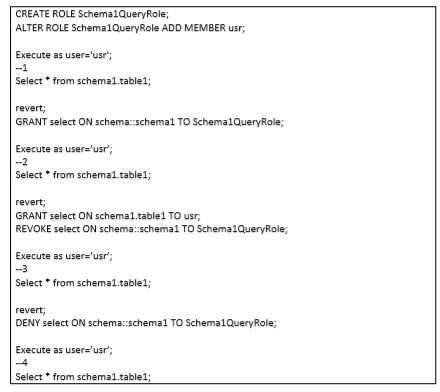 CREATE ROLE Schema1QueryRole;
ALTER ROLE Schema1QueryRole ADD MEMBER usr;
Execute as user='usr';
--1
Select * from schema1.table1;
revert;
GRANT select ON schema::schema1 TO Schema1QueryRole;
Execute as user='usr';
--2
Select * from schema1.table1;
revert;
GRANT select ON schema1.table1 TO usr;
REVOKE select ON schema::schema1 TO Schema1QueryRole;
Execute as user='usr';
--3
Select * from schema1.table1;
revert;
DENY select ON schema::schema1 TO Schema1QueryRole;
Execute as user='usr';
--4
Select * from schema1.table1;